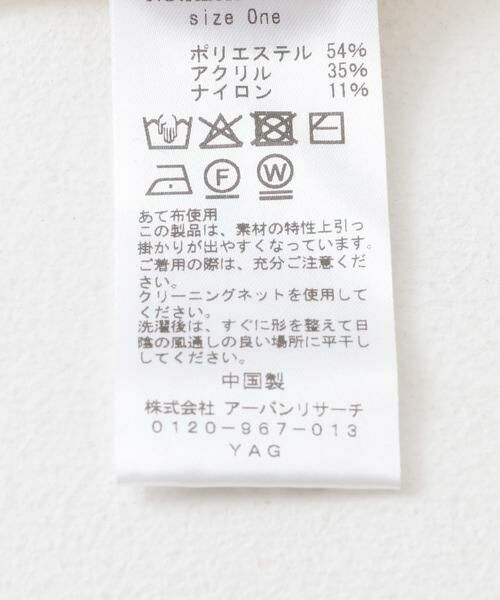 size One
ポリエステル 54%
アクリル 35%
ナイロン 11%
F W
あて布使用
この製品は、素材の特性上引っ
掛かりが出やすくなっています。
ご着用の際は、充分ご注意くだ
さい。
クリーニングネットを使用して
ください。
洗濯後は、すぐに形を整えて日
陰の風通しの良い場所に平干し
してください。
中国製
株式会社 アーバンリサーチ
0120-967-013
YAG